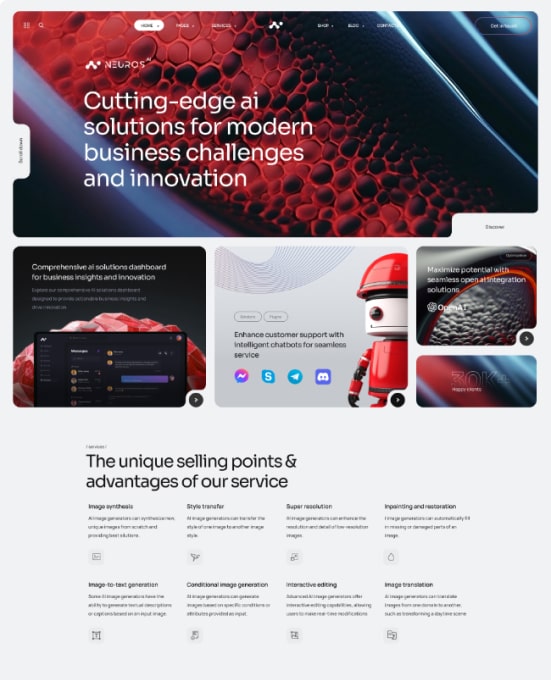 HOME
PAGES
SERVICES
SHOP
BLOG
CONTACTS
Get in touch
NEUROS
Cutting-edge ai
solutions for modern
business challenges
and innovation
Scroll down
Discover
Comprehensive ai solutions dashboard
for business insights and innovation
Explore our comprehensive AI solutions dashboard
designed to provide actionable business insights and
drive innovation.
Messages
Solutions
Plugins
Enhance customer support with
intelligent chatbots for seamless
service
Maximize potential with
seamless open ai integration
solutions
OpenAI
30K
Happy clients
/ services /
The unique selling points &
advantages of our service
Image synthesis
AI image generators can synthesize new,
unique images from scratch and
providing best solutions.
Style transfer
AI image generators can transfer the
style of one image to another image
style.
Super resolution
AI image generators can enhance the
resolution and detail of low-resolution
images.
Inpainting and restoration
I image generators can automatically fill
in missing or damaged parts of an
image.
Image-to-text generation
Some AI image generators have the
ability to generate textual descriptions
or captions based on an input image.
Conditional image generation
AI image generators can generate
images based on specific conditions or
attributes provided as input.
Interactive editing
Advanced AI image generators offer
interactive editing capabilities, allowing
users to make real-time modifications
Image translation
AI image generators can translate
images from one domain to another,
such as transforming a daytime scene